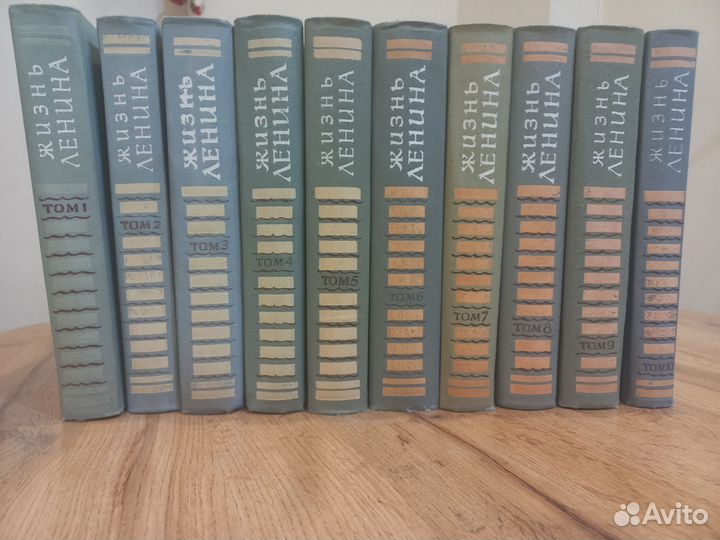 ЖИЗНЬ
ЛЕНИНА
ТОМ 1
ЖИЗНЬ
ЛЕНИНА
ТОМ 2
ЖИЗНЬ
ЛЕНИНА
ТОМ 3
ЖИЗНЬ
ЛЕНИНА
ТОМ 4
ЖИЗНЬ
ЛЕНИНА
ТОМ 5
ЖИЗНЬ
ЛЕНИНА
ТОМ 6
ЖИЗНЬ
ЛЕНИНА
ТОМ 7
ЖИЗНЬ
ЛЕНИНА
ТОМ 8
ЖИЗНЬ
ЛЕНИНА
ТОМ 9
ЖИЗНЬ
ЛЕНИНА
ТОМ 10
Avito